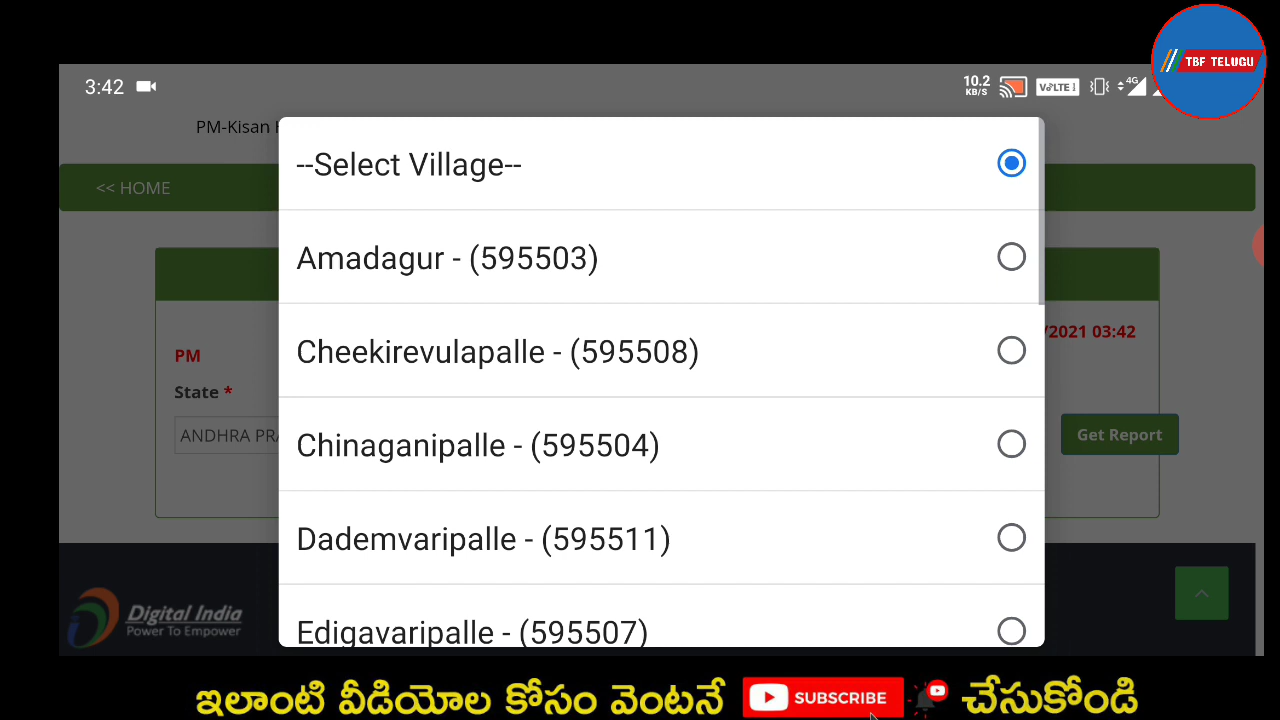 TBF TELUGU
3:42
10.2
KB/S
VoLTE
4G
PM-Kisan
<< HOME
--Select Village--
Amadagur - (595503)
Cheekirevulapalle - (595508)
Chinaganipalle - (595504)
Dademvaripalle - (595511)
Edigavaripalle - (595507)
/2021 03:42
PM
State *
ANDHRA PRA
Get Report
Digital India
Power To Empower
ఇలాంటి వీడియోల కోసం వెంటనే SUBSCRIBE చేసుకోండి